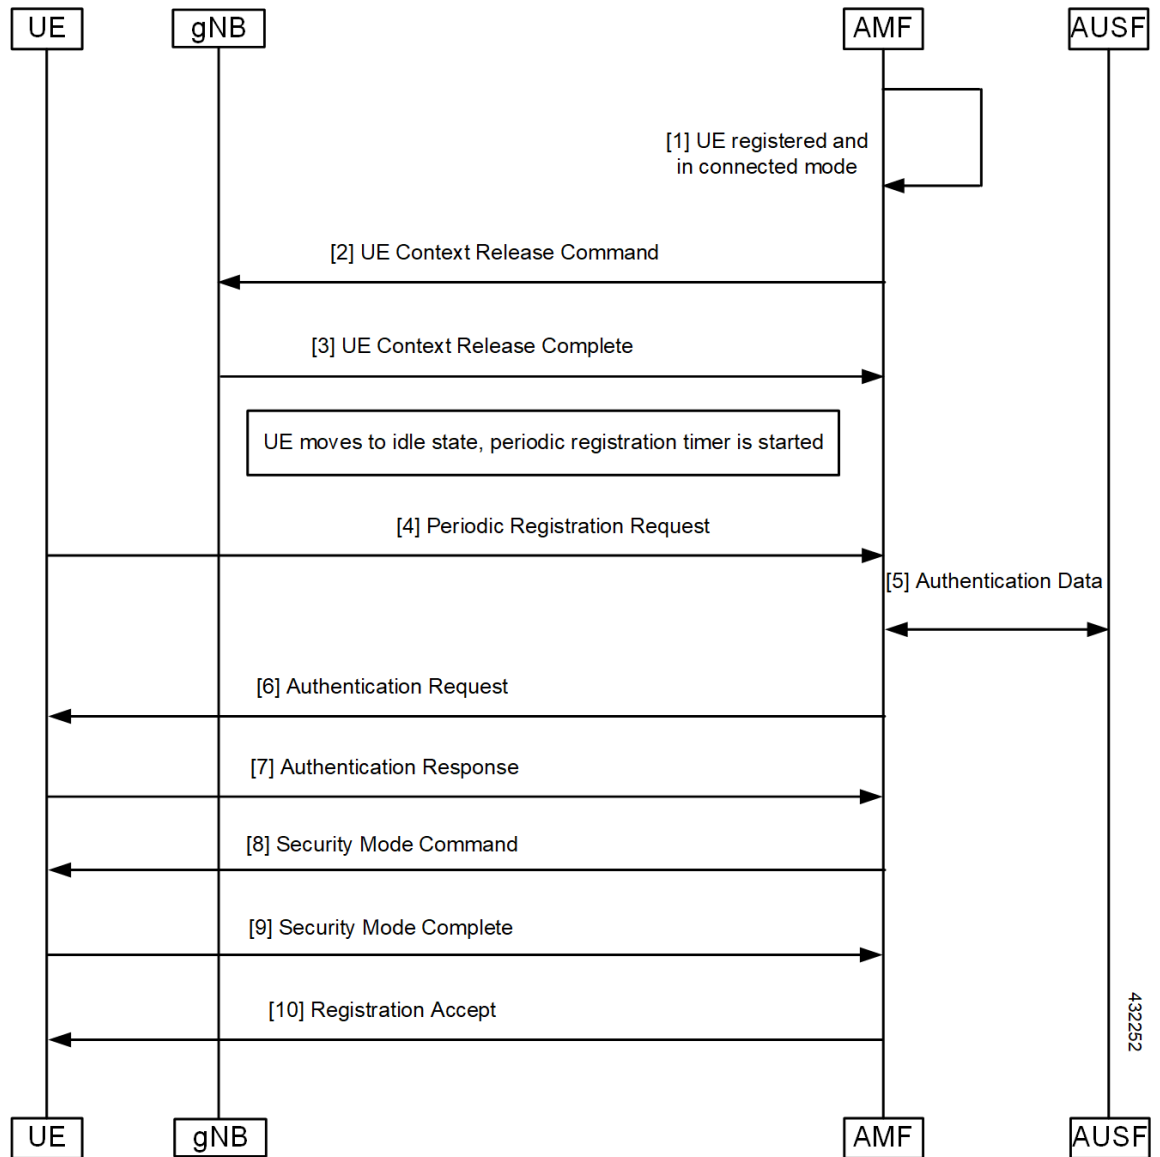 UE
gNB
AMF
AUSF
[1] UE registered and
in connected mode
[2] UE Context Release Command
[3] UE Context Release Complete
UE moves to idle state, periodic registration timer is started
[4] Periodic Registration Request
[5] Authentication Data
[6] Authentication Request
[7] Authentication Response
[8] Security Mode Command
[9] Security Mode Complete
[10] Registration Accept
432252
UE
gNB
AMF
AUSF